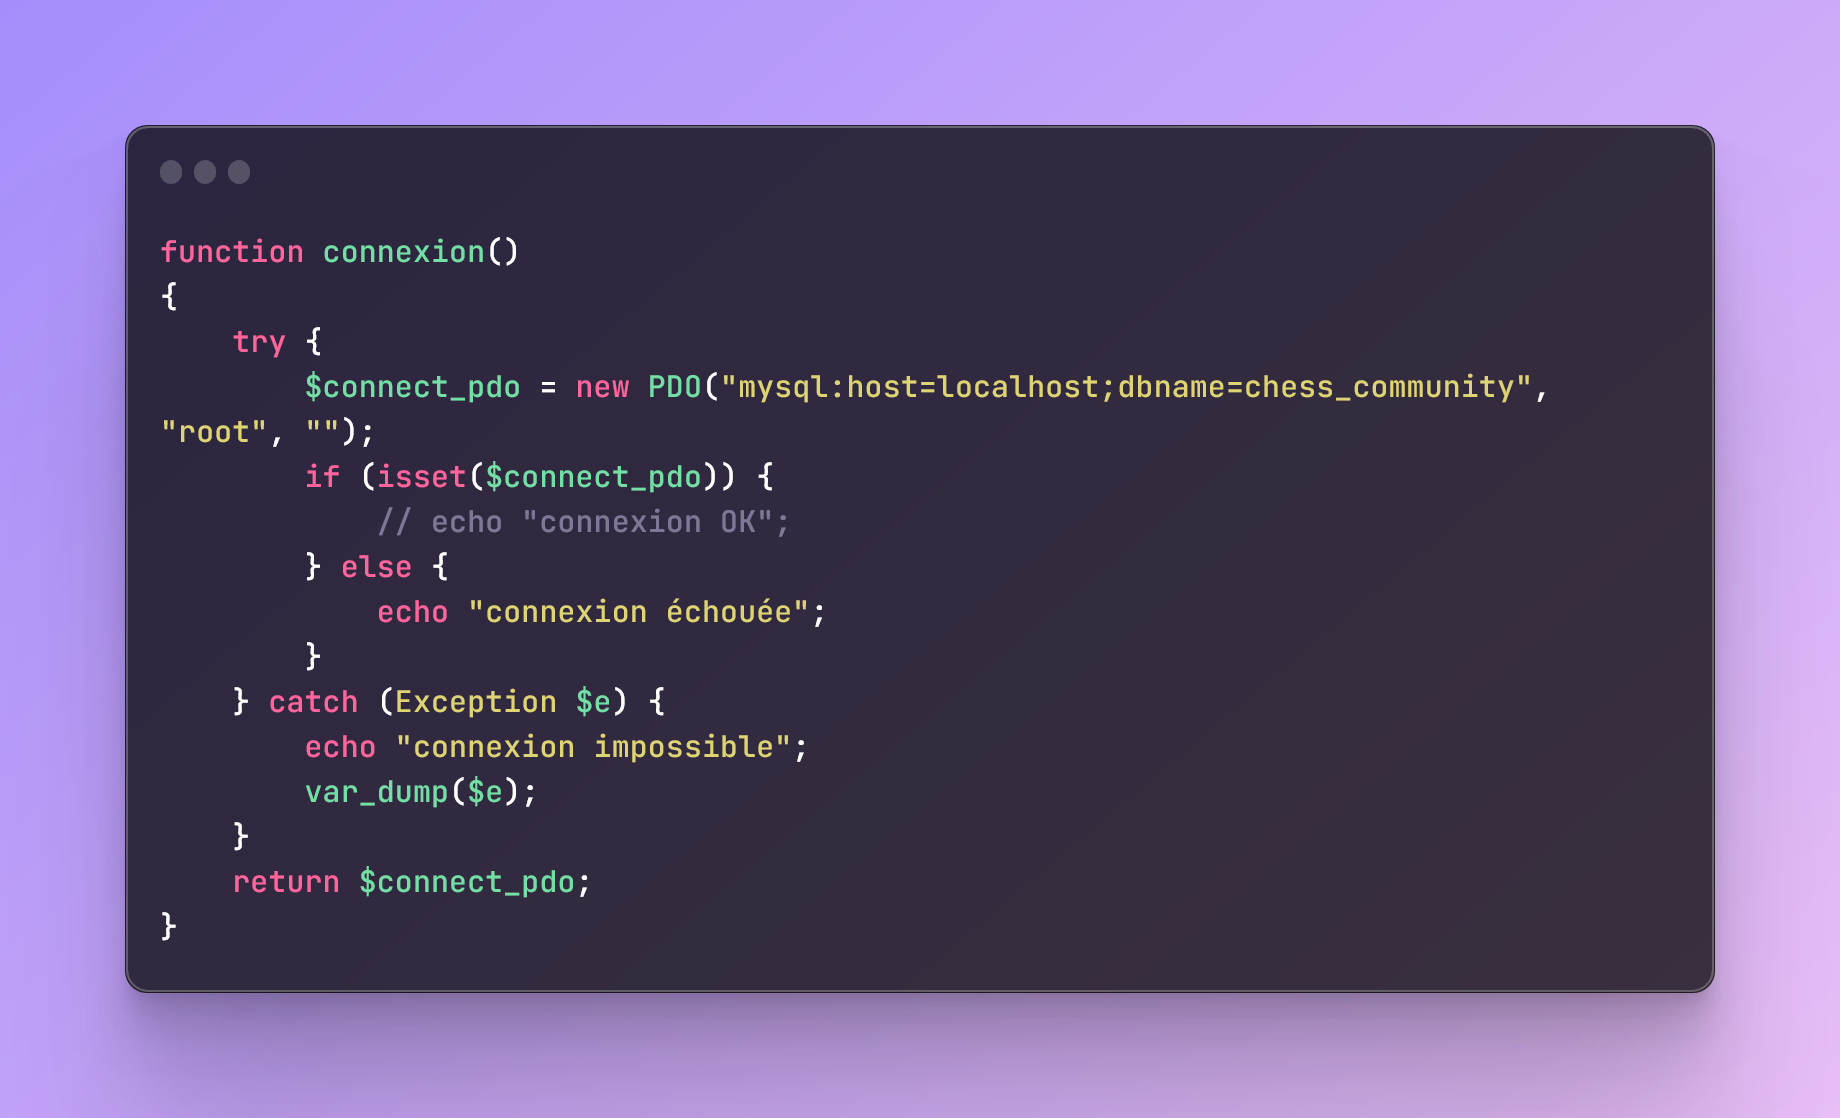 function connexion()
{
    try {
        $connect_pdo = new PDO("mysql:host=localhost;dbname=chess_community",
"root", "");
        if (isset($connect_pdo)) {
            // echo "connexion OK";
        } else {
            echo "connexion échouée";
        }
    } catch (Exception $e) {
        echo "connexion impossible";
        var_dump($e);
    }
    return $connect_pdo;
}